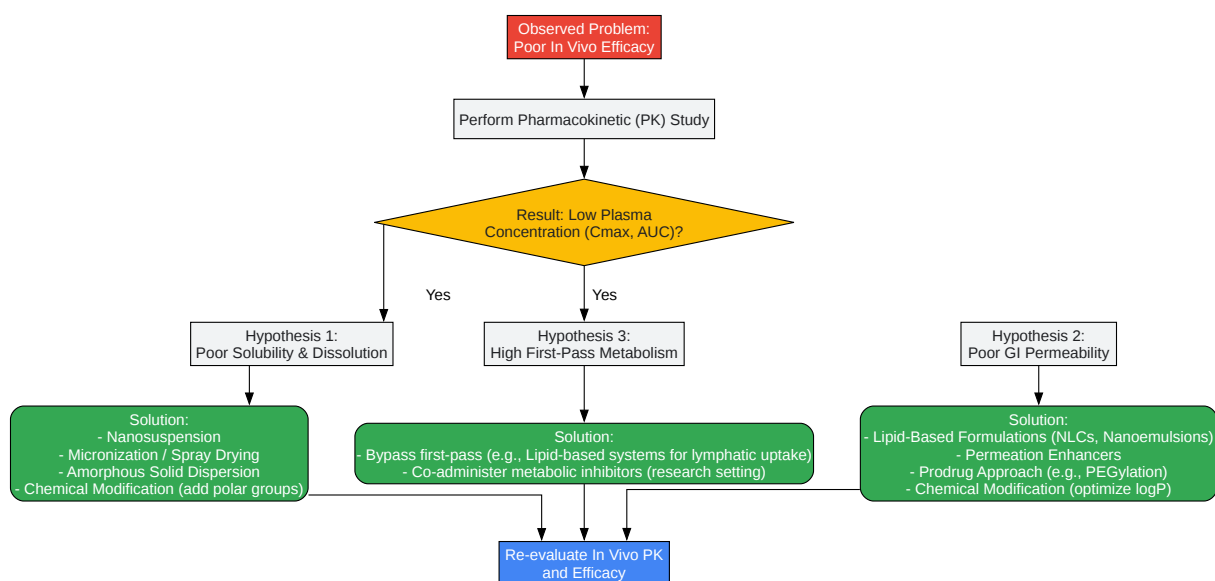 Observed Problem:
Poor In Vivo Efficacy
Perform Pharmacokinetic (PK) Study
Result: Low Plasma
Concentration (Cmax, AUC)?
Yes
Yes
Hypothesis 1:
Poor Solubility & Dissolution
Hypothesis 3:
High First-Pass Metabolism
Hypothesis 2:
Poor GI Permeability
Solution:
- Nanosuspension
- Micronization / Spray Drying
- Amorphous Solid Dispersion
- Chemical Modification (add polar groups)
Solution:
- Bypass first-pass (e.g., Lipid-based systems for lymphatic uptake)
- Co-administer metabolic inhibitors (research setting)
Solution:
- Lipid-Based Formulations (NLCs, Nanoemulsions)
- Permeation Enhancers
- Prodrug Approach (e.g., PEGylation)
- Chemical Modification (optimize logP)
Re-evaluate In Vivo PK
and Efficacy